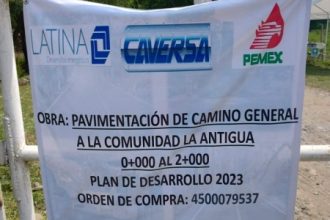 LATINA
CAVERSA
PEMEX
OBRA: PAVIMENTACIÓN DE CAMINO GENERAL
A LA COMUNIDAD LA ANTIGUA
0+000 AL 2+000
PLAN DE DESARROLLO 2023
ORDEN DE COMPRA: 4500079537